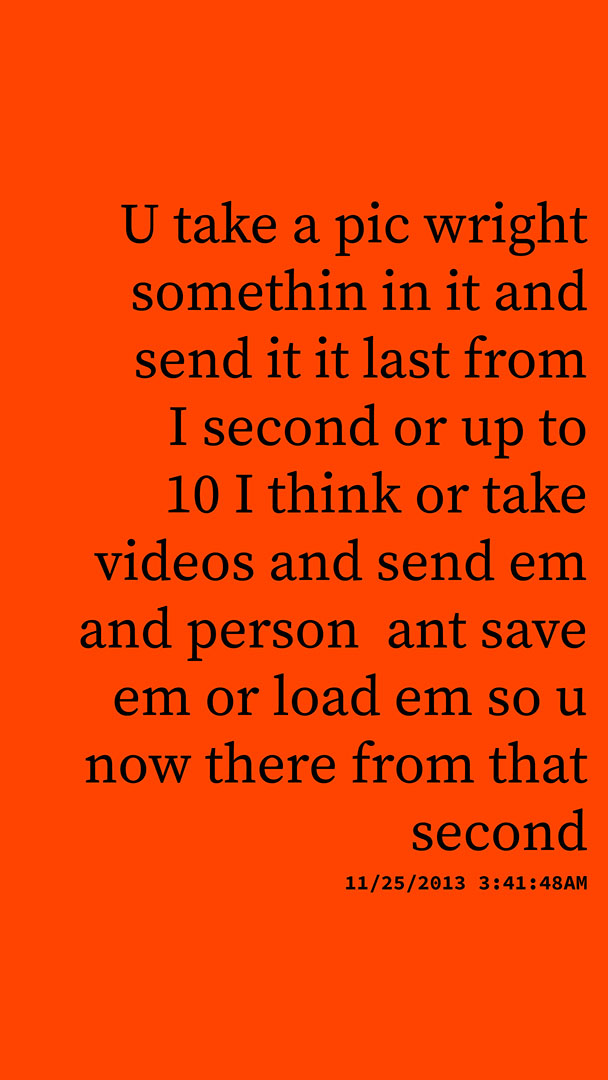 U take a pic wright
somethin in it and
send it it last from
I second or up to
10 I think or take
videos and send em
and person  ant save
em or load em so u
now there from that
second
11/25/2013 3:41:48AM